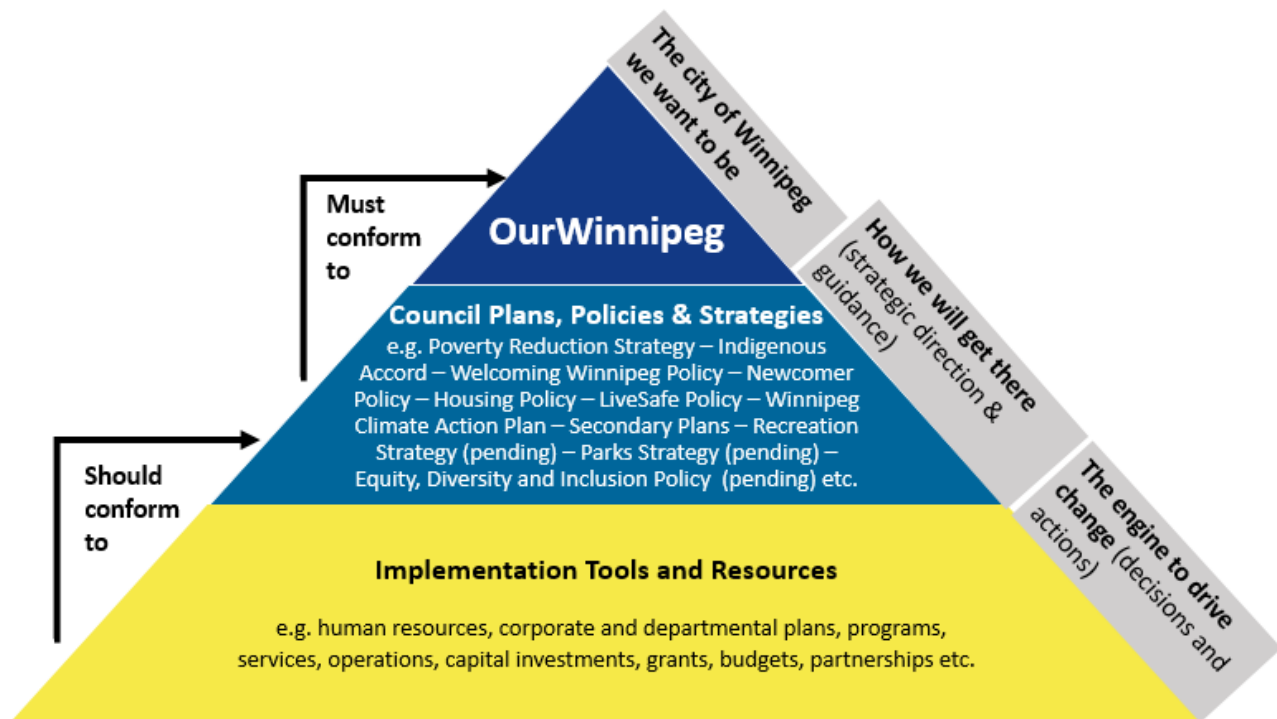 The city of Winnipeg
we want to be
Must
conform
to
OurWinnipeg
How we will get there
(strategic direction &
guidance)
Council Plans, Policies & Strategies
e.g. Poverty Reduction Strategy – Indigenous
Accord – Welcoming Winnipeg Policy – Newcomer
Policy – Housing Policy – LiveSafe Policy – Winnipeg
Climate Action Plan – Secondary Plans – Recreation
Strategy (pending) – Parks Strategy (pending) –
Equity, Diversity and Inclusion Policy (pending) etc.
Should
conform
to
The engine to drive
change (decisions and
actions)
Implementation Tools and Resources
e.g. human resources, corporate and departmental plans, programs,
services, operations, capital investments, grants, budgets, partnerships etc.